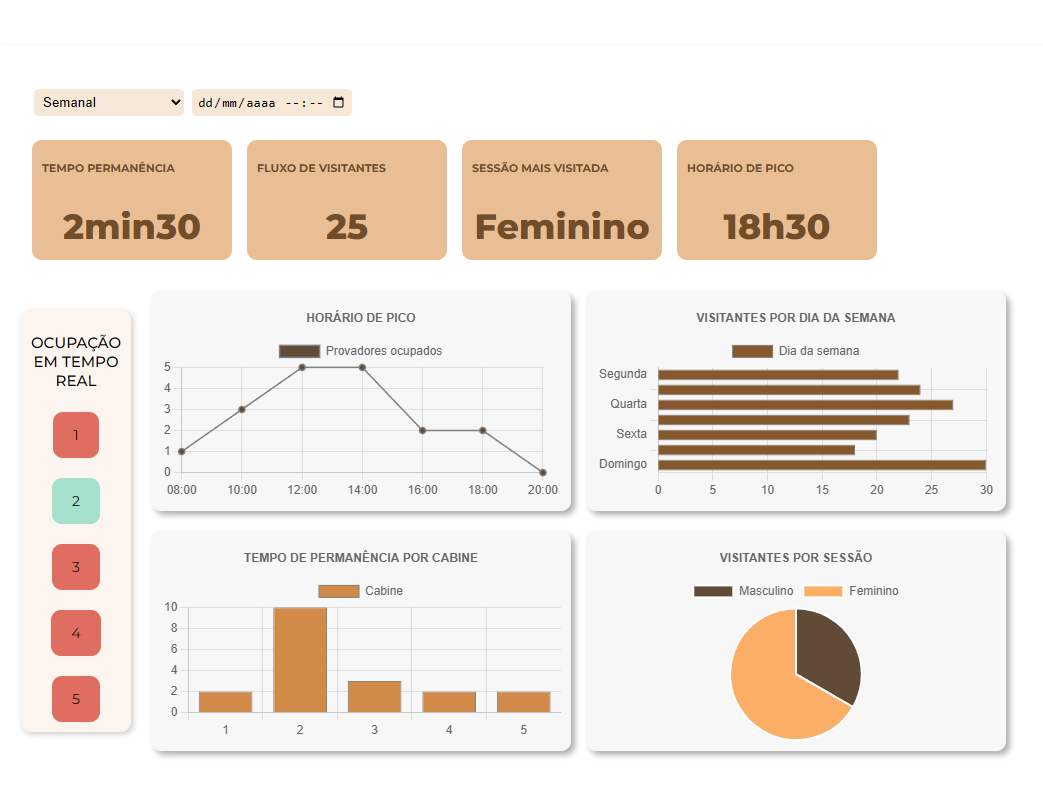 Semanal
dd/mm/aaaa --:--
TEMPO PERMANÊNCIA
2min30
FLUXO DE VISITANTES
25
SESSÃO MAIS VISITADA
Feminino
HORÁRIO DE PICO
18h30
OCUPAÇÃO
EM TEMPO
REAL
1
2
3
4
5
HORÁRIO DE PICO
Provadores ocupados
5
4
3
2
1
0
08:00 10:00 12:00 14:00 16:00 18:00 20:00
VISITANTES POR DIA DA SEMANA
Dia da semana
Segunda
Quarta
Sexta
Domingo
0 5 10 15 20 25 30
TEMPO DE PERMANÊNCIA POR CABINE
Cabine
10
8
6
4
2
0
1 2 3 4 5
VISITANTES POR SESSÃO
Masculino Feminino